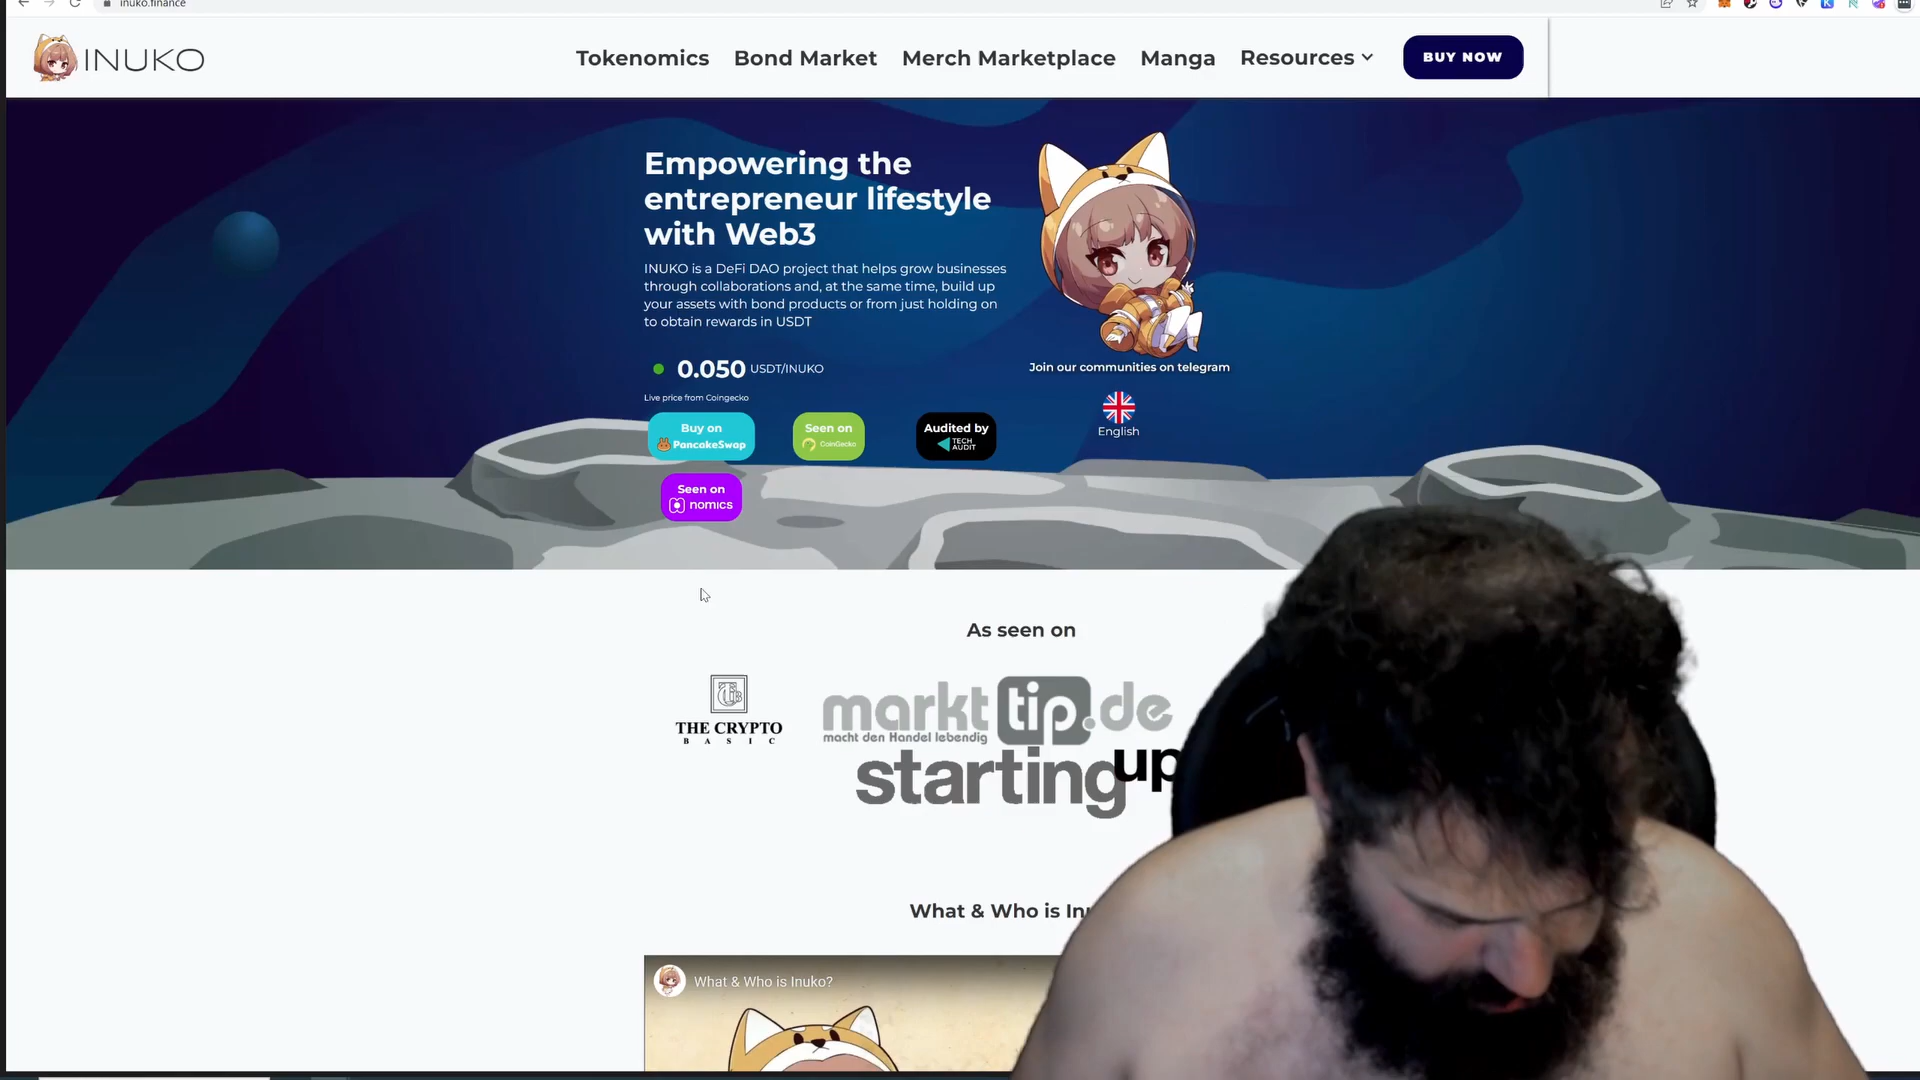 inuko.finance
INUKO
Tokenomics
Bond Market
Merch Marketplace
Manga
Resources
BUY NOW
Empowering the
entrepreneur lifestyle
with Web3
INUKO is a DeFi DAO project that helps grow businesses
through collaborations and, at the same time, build up
your assets with bond products or from just holding on
to obtain rewards in USDT
0.050 USDT/INUKO
Live price from Coingecko
Buy on
PancakeSwap
Seen on
CoinGecko
Audited by
TECH
AUDIT
Seen on
nomics
Join our communities on telegram
English
As seen on
THE CRYPTO
BASIC
markt tip.de
macht den Handel lebendig
starting up
What & Who is Inu
What & Who is Inuko?